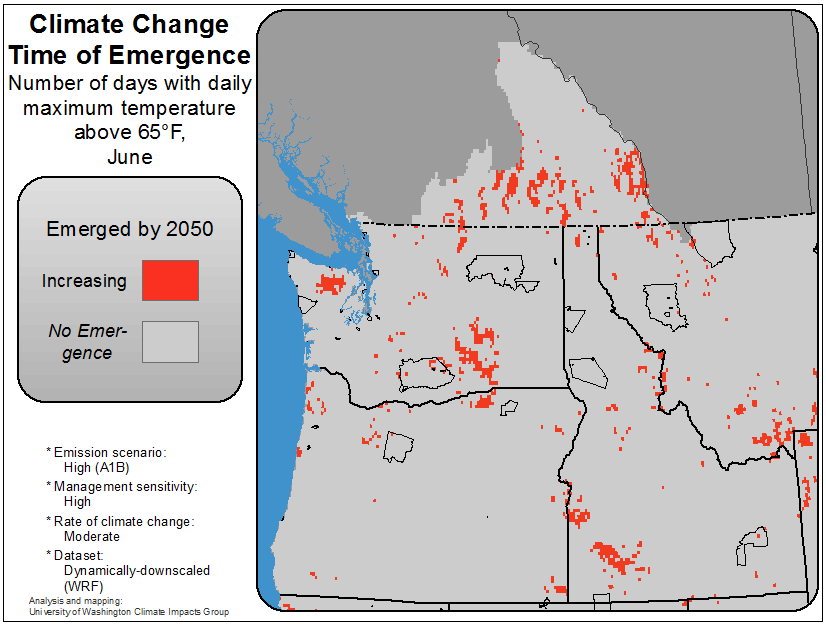 Climate Change
Time of Emergence
Number of days with daily
maximum temperature
above 65°F,
June
Emerged by 2050
Increasing
No Emer-
gence
* Emission scenario:
High (A1B)
* Management sensitivity:
High
* Rate of climate change:
Moderate
* Dataset:
Dynamically-downscaled
(WRF)
Analysis and mapping:
University of Washington Climate Impacts Group